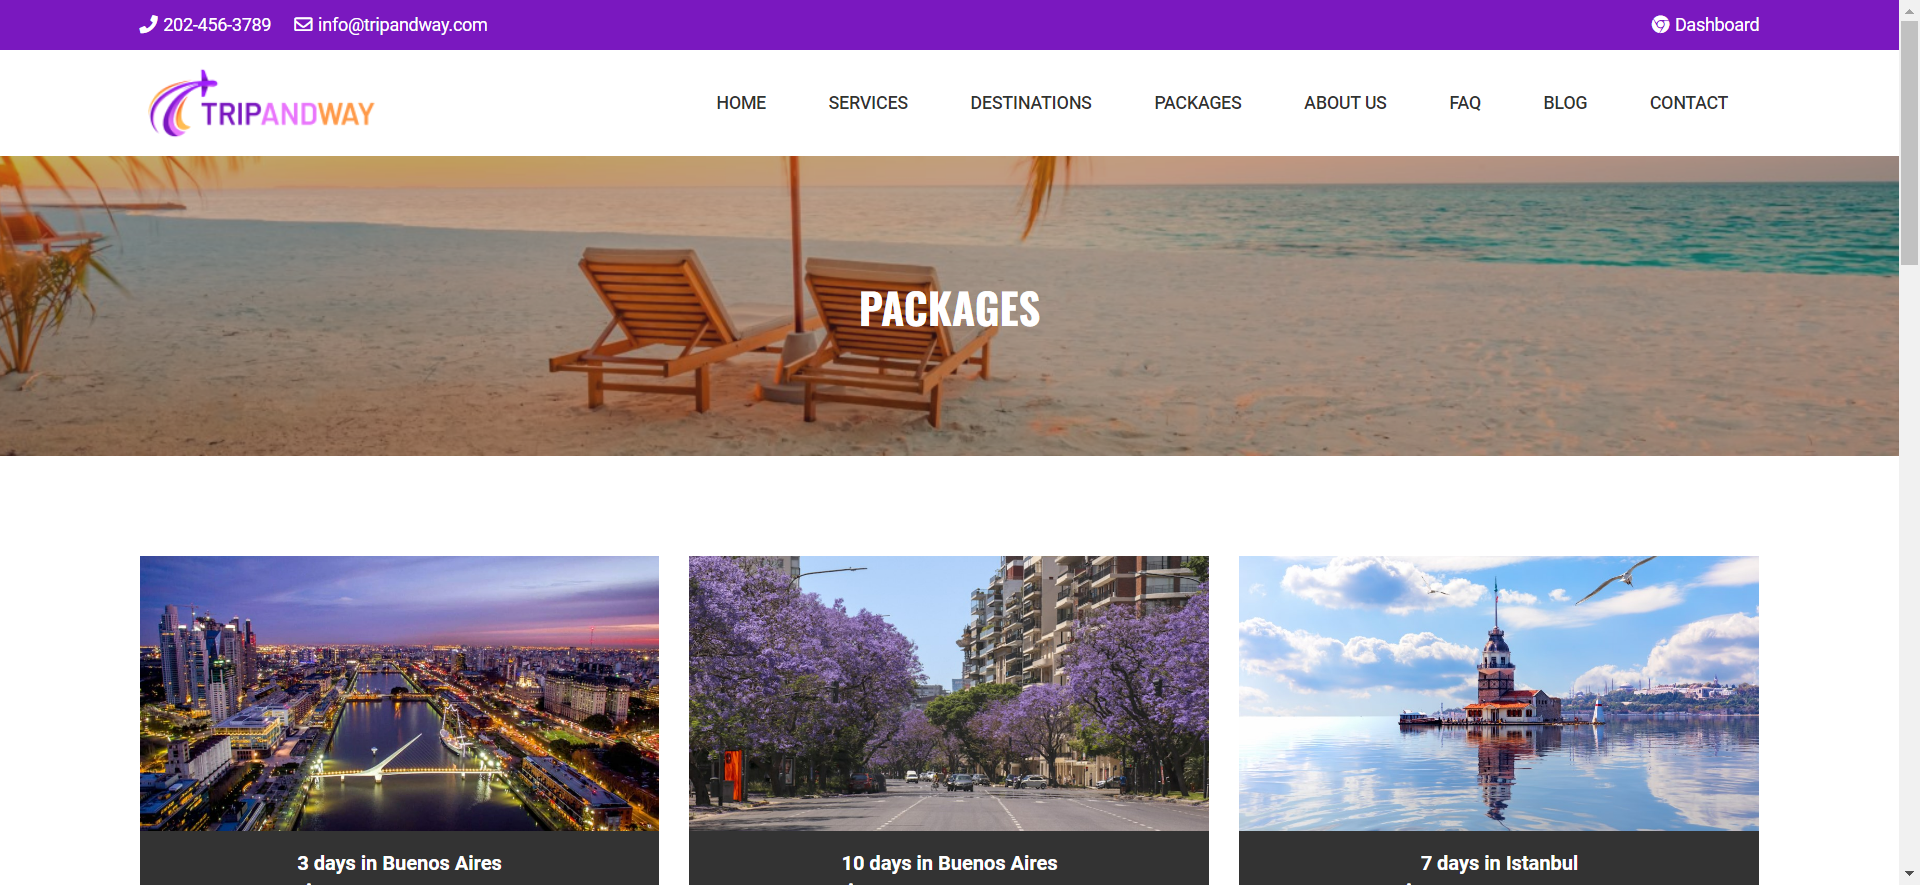 202-456-3789 info@tripandway.com Dashboard
TRIPANDWAY HOME SERVICES DESTINATIONS PACKAGES ABOUT US FAQ BLOG CONTACT
PACKAGES
3 days in Buenos Aires 10 days in Buenos Aires 7 days in Istanbul